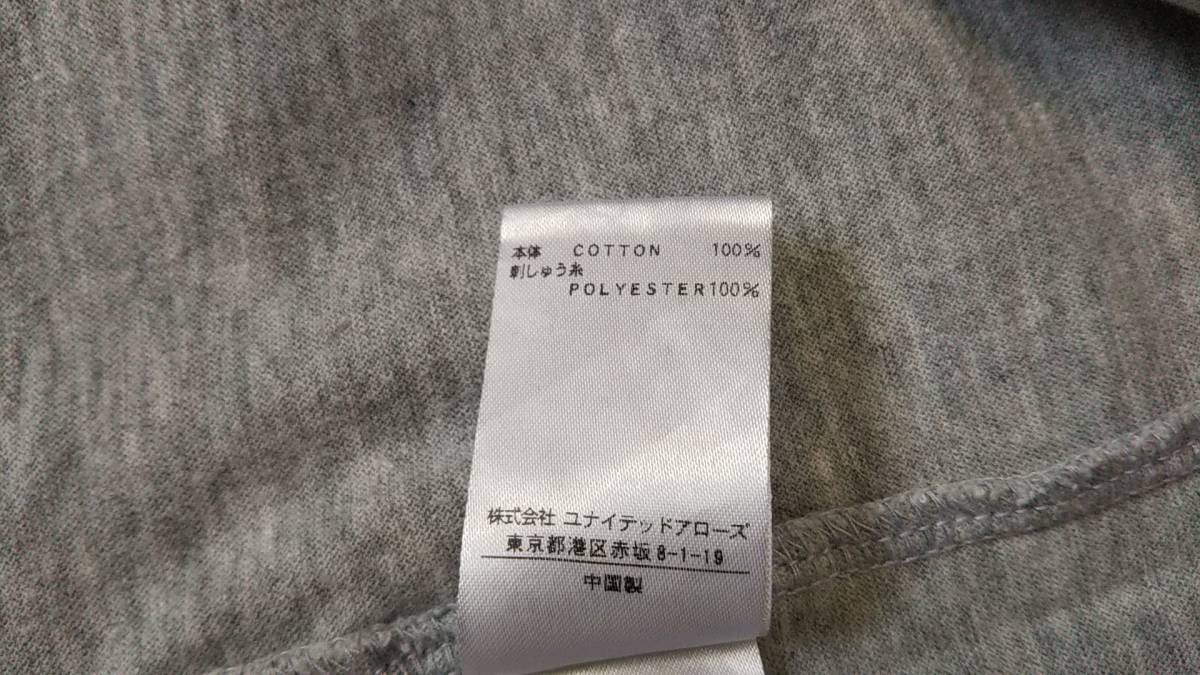 本体 COTTON 100%
刺しゅう糸
POLYESTER100%
株式会社 ユナイテッドアローズ
東京都港区赤坂8-1-19
中国製